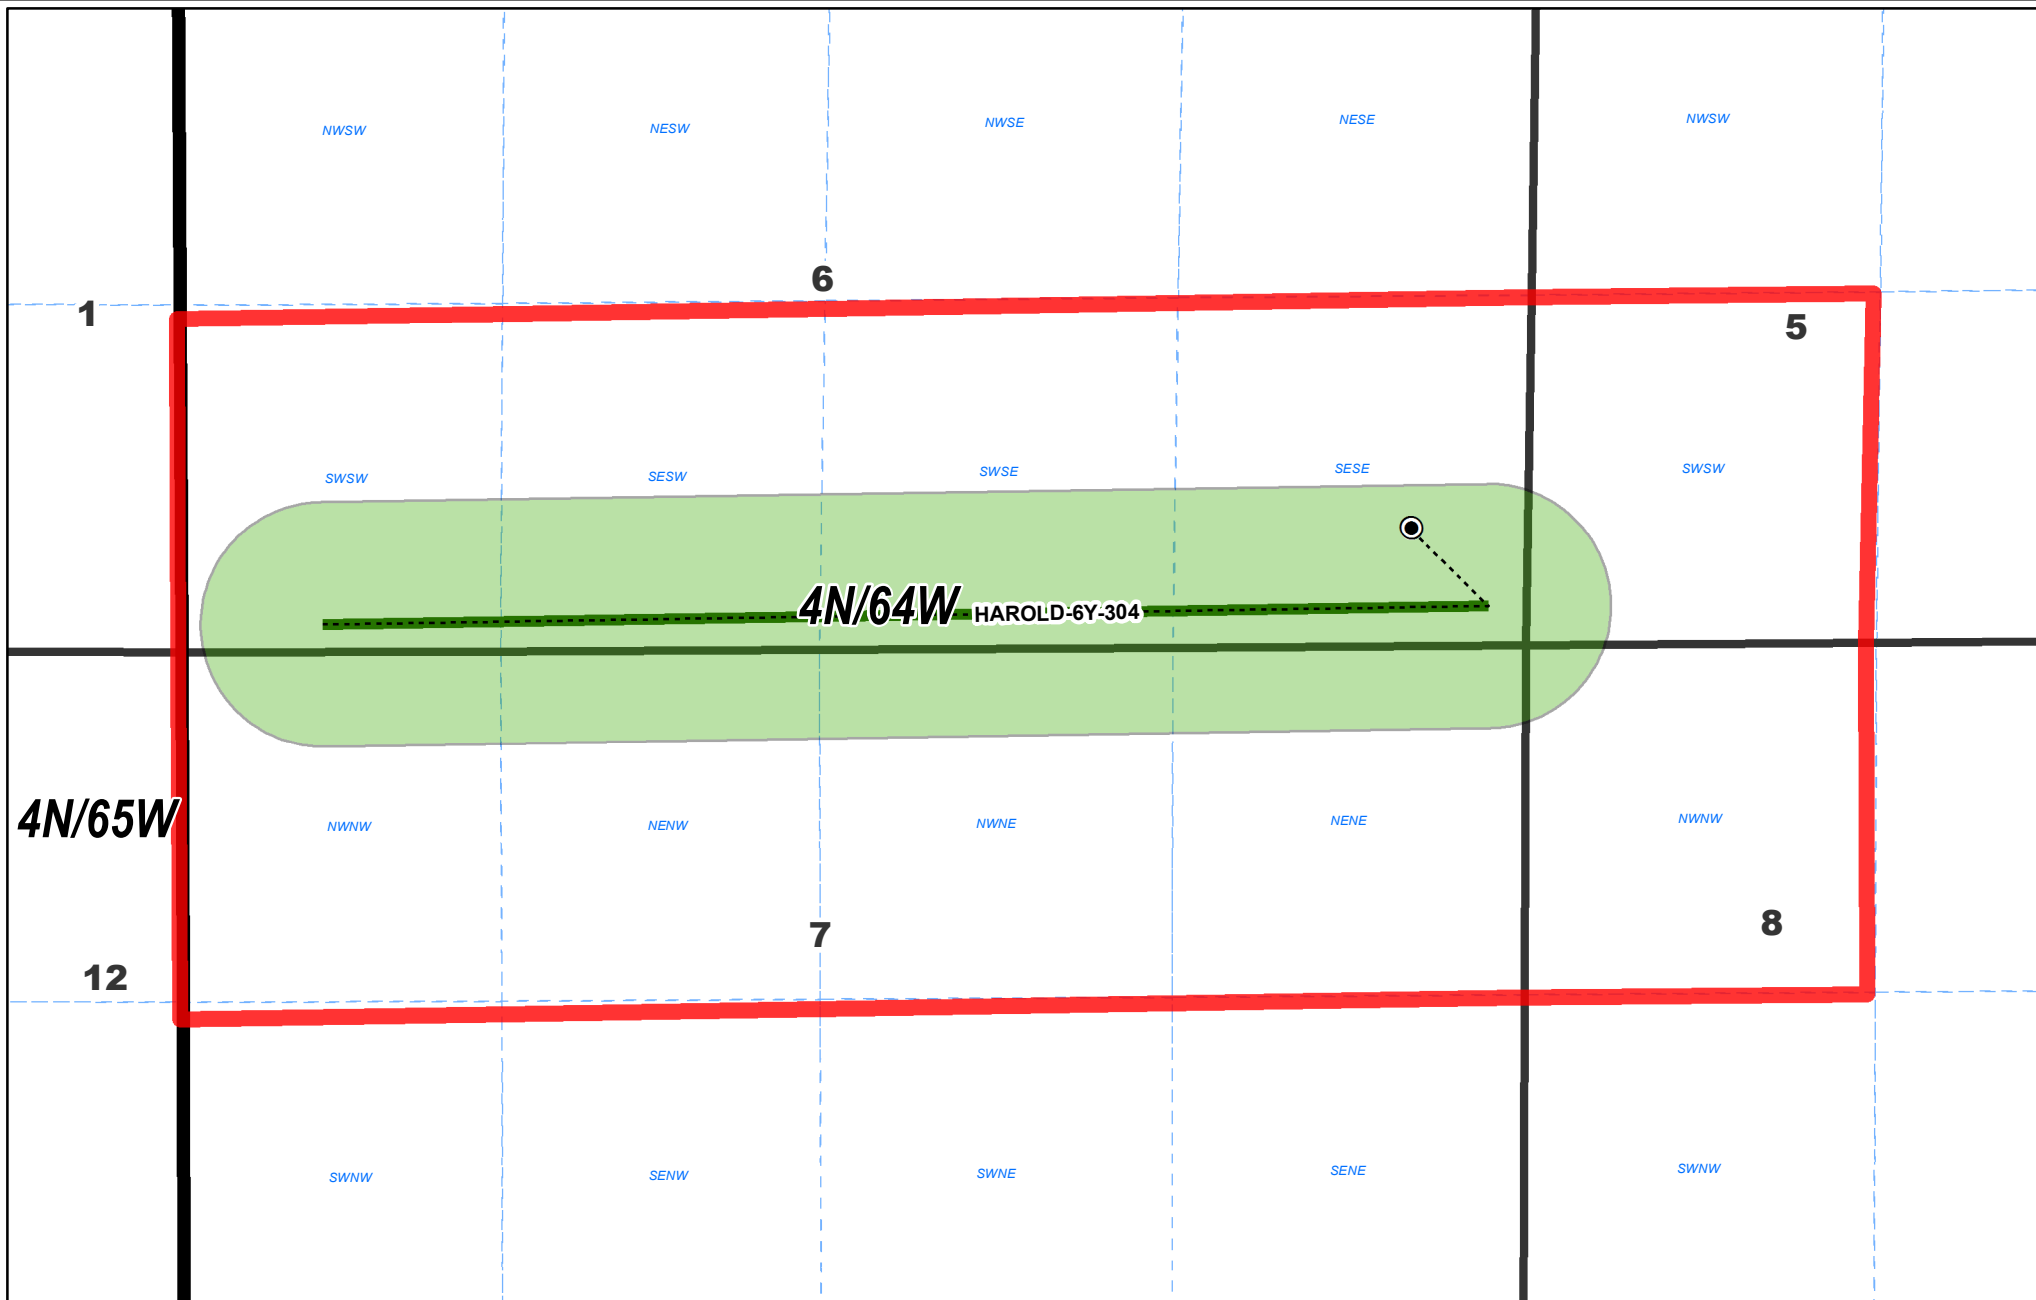 NWSW NESW NWSE NESE NWSW
6
1
5
SWSW SESW SWSE SESE SWSW
4N/64W HAROLD-6Y-304
4N/65W
NWNW NENW NWNE NENE NWNW
7
8
12
SWNW SENW SWNE SENE SWNW